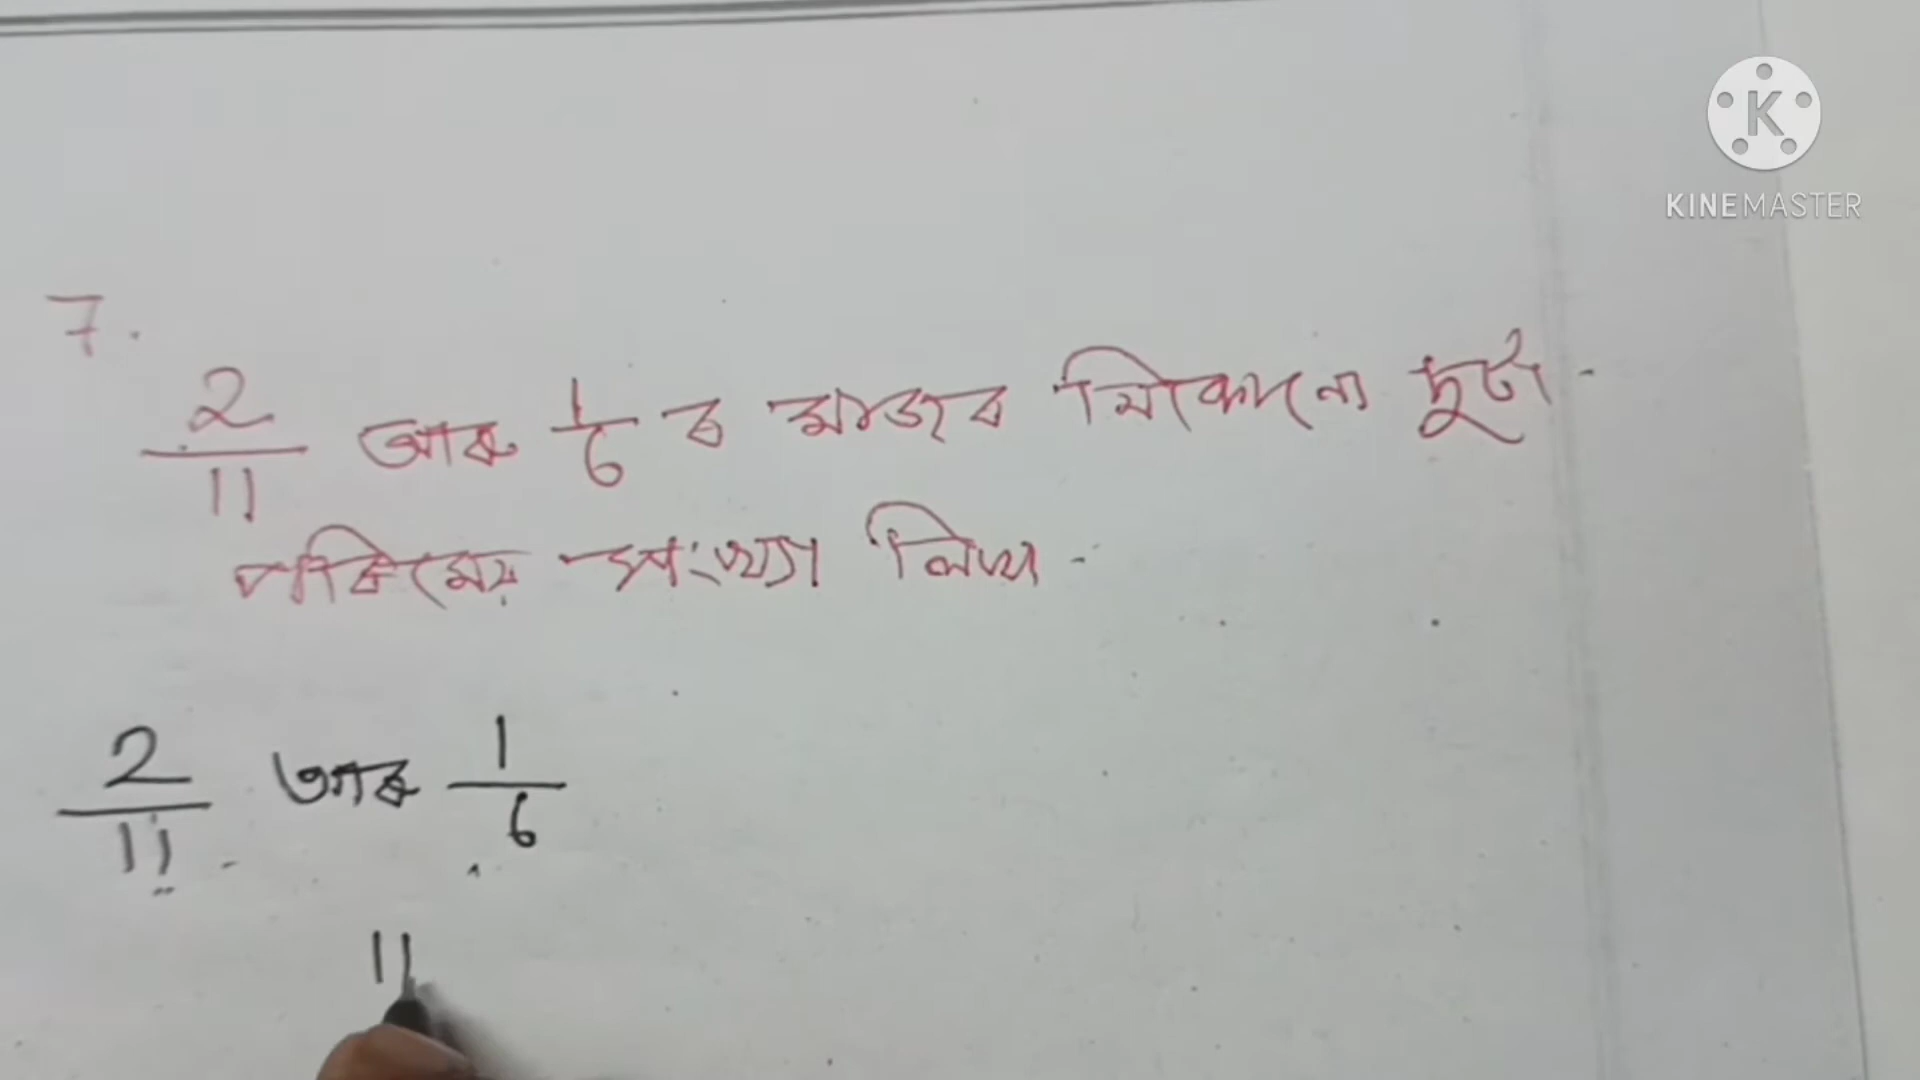 KINEMASTER
7.
2/11 আৰু 1/6 ৰ মাজৰ যিকোনো দুটা.
পৰিমেয় সংখ্যা লিখা.
2/11 আৰু 1/6
11